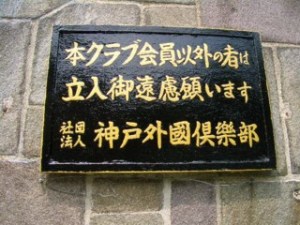 本クラブ会員以外の者は
立入御遠慮願います
社団法人 神戸外國倶樂部